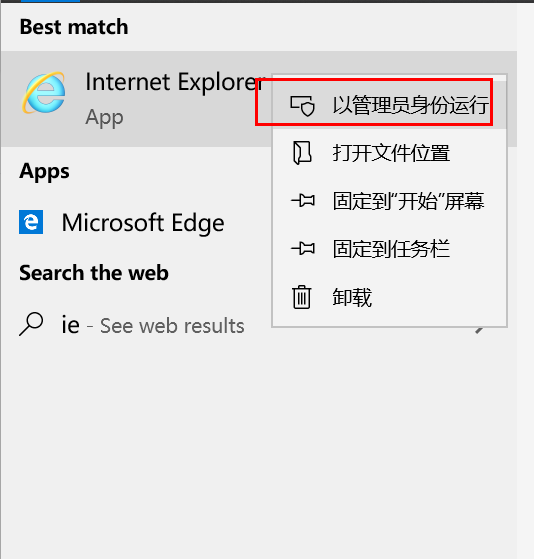 Best match
Internet Explorer
App
以管理员身份运行
打开文件位置
固定到"开始"屏幕
固定到任务栏
卸载
Apps
Microsoft Edge
Search the web
ie - See web results